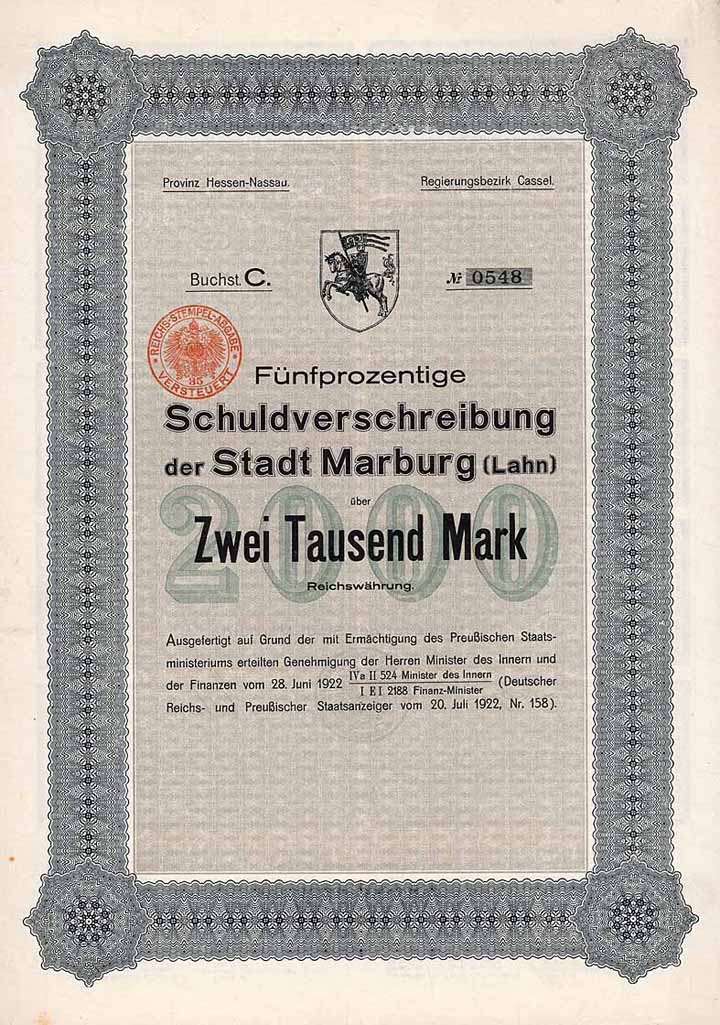 Provinz Hessen-Nassau.
Regierungsbezirk Cassel.
Buchst. C.
№ 0548
REICHS-STEMPEL-ABGABE
35
VERSTEUERT
Fünfprozentige
Schuldverschreibung
der Stadt Marburg (Lahn)
über
2000
Zwei Tausend Mark
Reichswährung.
Ausgefertigt auf Grund der mit Ermächtigung des Preußischen Staats-
ministeriums erteilten Genehmigung der Herren Minister des Innern und
der Finanzen vom 28. Juni 1922 IVa II 524 Minister des Innern / I E I 2188 Finanz-Minister (Deutscher
Reichs- und Preußischer Staatsanzeiger vom 20. Juli 1922, Nr. 158).